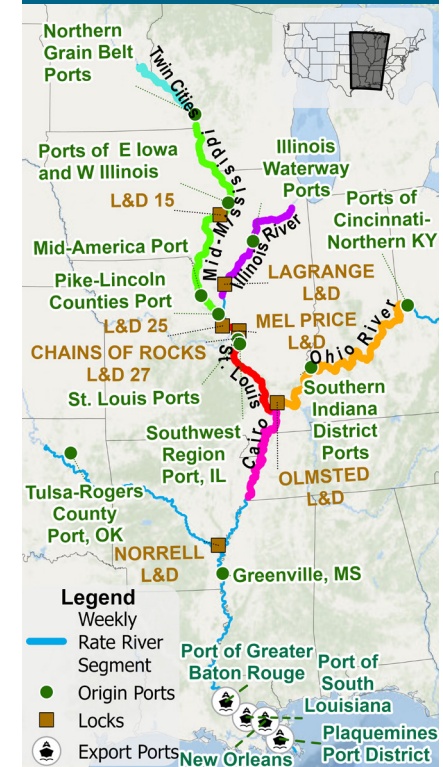 Northern
Grain Belt
Ports
Twin Cities
Mid-Mississippi
Ports of E Iowa
and W Illinois
Illinois
Waterway
Ports
L&D 15
Ports of
Cincinnati-
Northern KY
Mid-America Port
Illinois River
LAGRANGE
L&D
Pike-Lincoln
Counties Port
L&D 25
MEL PRICE
L&D
Ohio River
CHAINS OF ROCKS
L&D 27
St. Louis
St. Louis Ports
Southern
Indiana
District
Ports
Southwest
Region
Port, IL
Cairo
OLMSTED
L&D
Tulsa-Rogers
County
Port, OK
NORRELL
L&D
Greenville, MS
Legend
Weekly
Rate River
Segment
Origin Ports
Locks
Export Ports
Port of Greater
Baton Rouge
Port of
South
Louisiana
Plaquemines
Port District
New Orleans